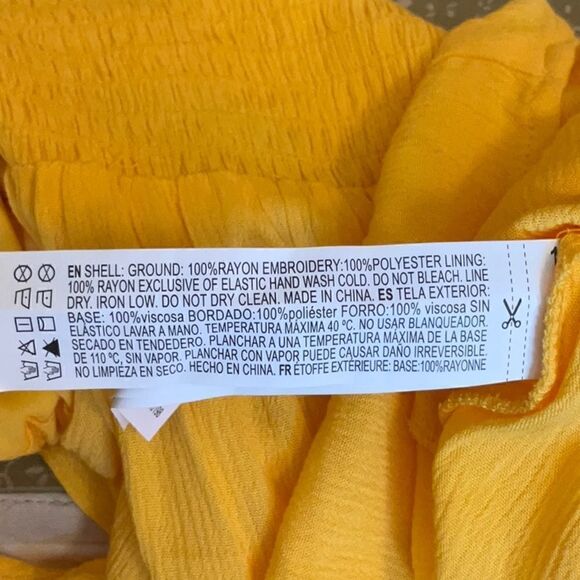 EN SHELL: GROUND: 100%RAYON EMBROIDERY:100%POLYESTER LINING:
100% RAYON EXCLUSIVE OF ELASTIC HAND WASH COLD. DO NOT BLEACH. LINE
DRY. IRON LOW. DO NOT DRY CLEAN. MADE IN CHINA. ES TELA EXTERIOR:
BASE: 100%viscosa BORDADO:100%poliéster FORRO:100% viscosa SIN
ELÁSTICO LAVAR A MANO. TEMPERATURA MÁXIMA 40 ºC. NO USAR BLANQUEADOR.
SECADO EN TENDEDERO. PLANCHAR A UNA TEMPERATURA MÁXIMA DE LA BASE
DE 110 ºC, SIN VAPOR. PLANCHAR CON VAPOR PUEDE CAUSAR DAÑO IRREVERSIBLE.
NO LIMPIEZA EN SECO. HECHO EN CHINA. FR ÉTOFFE EXTÉRIEURE: BASE:100%RAYONNE